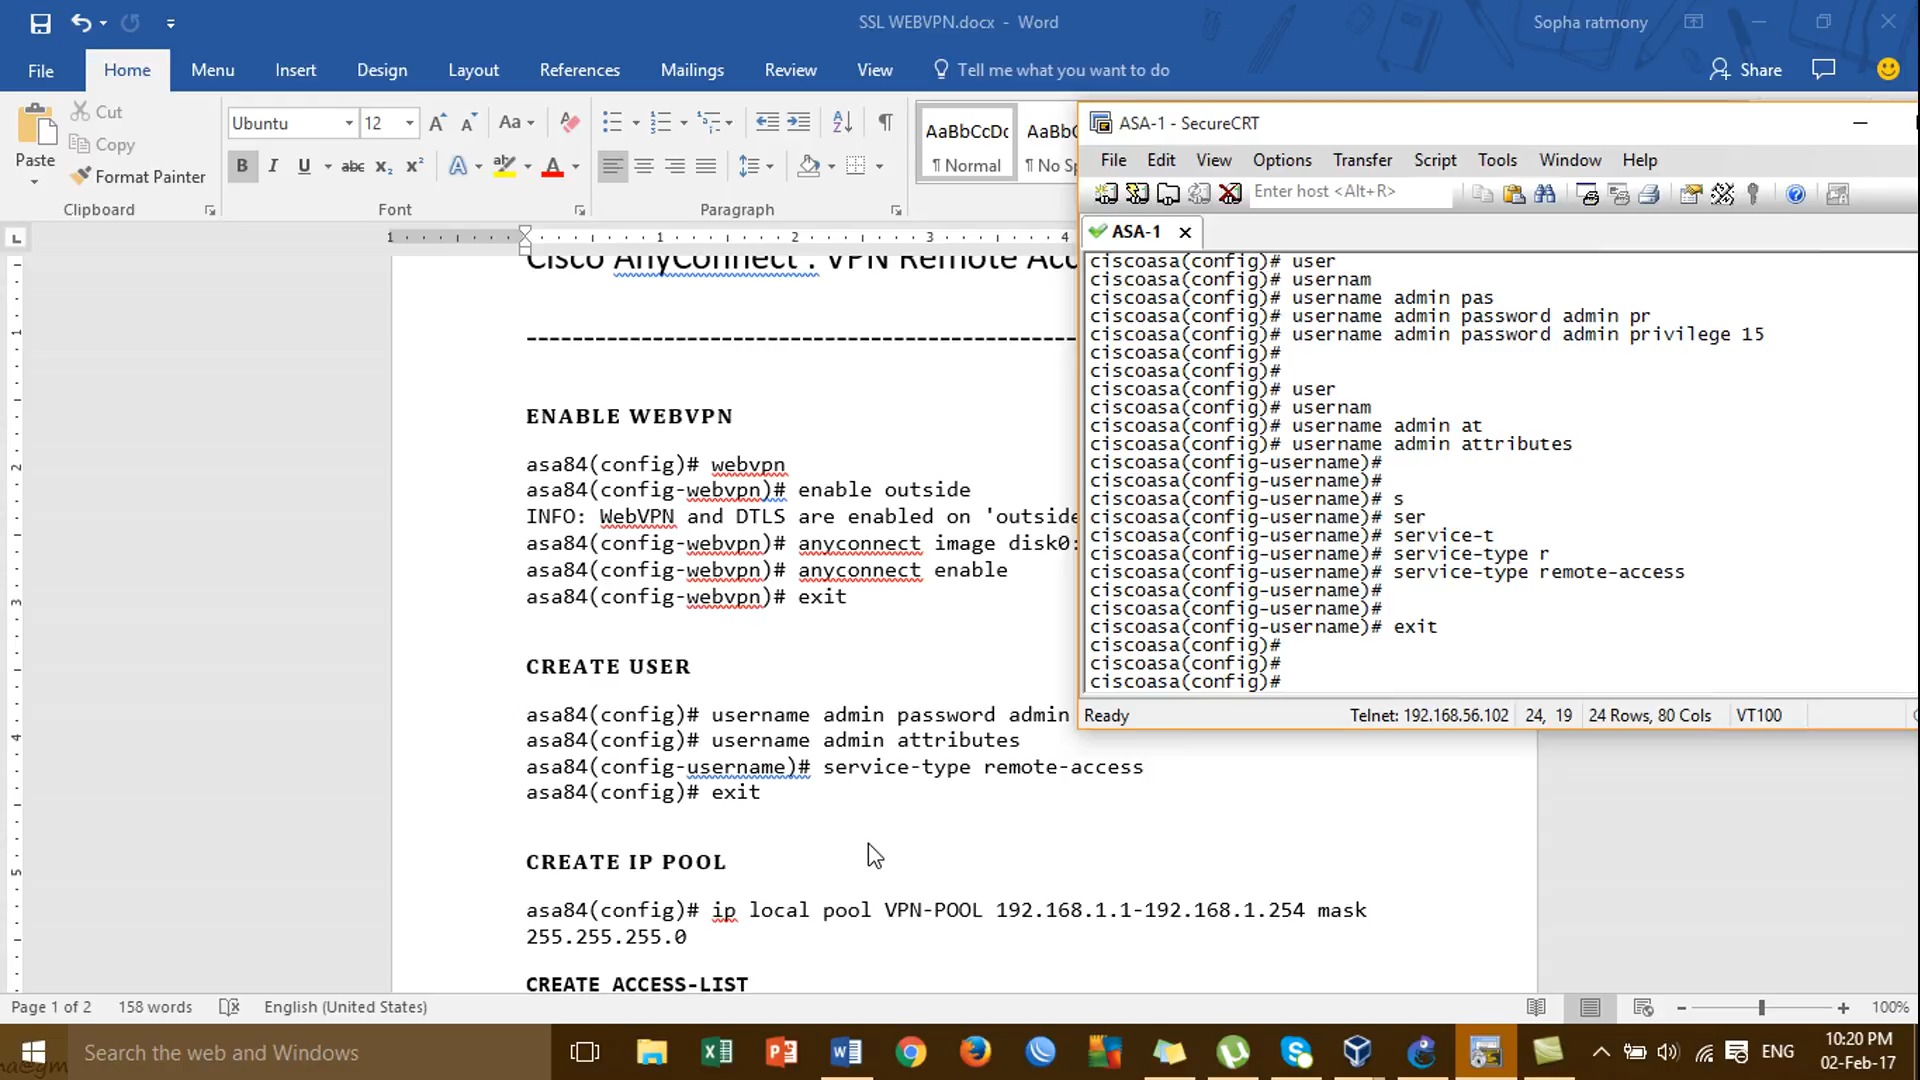 SSL WEBVPN.docx - Word
Sopha ratmony
File
Home
Menu
Insert
Design
Layout
References
Mailings
Review
View
Tell me what you want to do
Share
Paste
Cut
Copy
Format Painter
Clipboard
Ubuntu
12
Font
Paragraph
AaBbCcDc
¶ Normal
AaBbC
¶ No Sp
1 1 2 3 4
Cisco AnyConnect : VPN Remote Acc
ENABLE WEBVPN
asa84(config)# webvpn
asa84(config-webvpn)# enable outside
INFO: WebVPN and DTLS are enabled on 'outside
asa84(config-webvpn)# anyconnect image disk0:
asa84(config-webvpn)# anyconnect enable
asa84(config-webvpn)# exit
CREATE USER
asa84(config)# username admin password admin
asa84(config)# username admin attributes
asa84(config-username)# service-type remote-access
asa84(config)# exit
CREATE IP POOL
asa84(config)# ip local pool VPN-POOL 192.168.1.1-192.168.1.254 mask
255.255.255.0
CREATE ACCESS-LIST
ASA-1 - SecureCRT
File Edit View Options Transfer Script Tools Window Help
Enter host <Alt+R>
ASA-1
ciscoasa(config)# user
ciscoasa(config)# usernam
ciscoasa(config)# username admin pas
ciscoasa(config)# username admin password admin pr
ciscoasa(config)# username admin password admin privilege 15
ciscoasa(config)#
ciscoasa(config)#
ciscoasa(config)# user
ciscoasa(config)# usernam
ciscoasa(config)# username admin at
ciscoasa(config)# username admin attributes
ciscoasa(config-username)#
ciscoasa(config-username)#
ciscoasa(config-username)# s
ciscoasa(config-username)# ser
ciscoasa(config-username)# service-t
ciscoasa(config-username)# service-type r
ciscoasa(config-username)# service-type remote-access
ciscoasa(config-username)#
ciscoasa(config-username)#
ciscoasa(config-username)# exit
ciscoasa(config)#
ciscoasa(config)#
ciscoasa(config)#
Ready
Telnet: 192.168.56.102
24, 19
24 Rows, 80 Cols
VT100
Page 1 of 2
158 words
English (United States)
100%
Search the web and Windows
ENG
10:20 PM
02-Feb-17